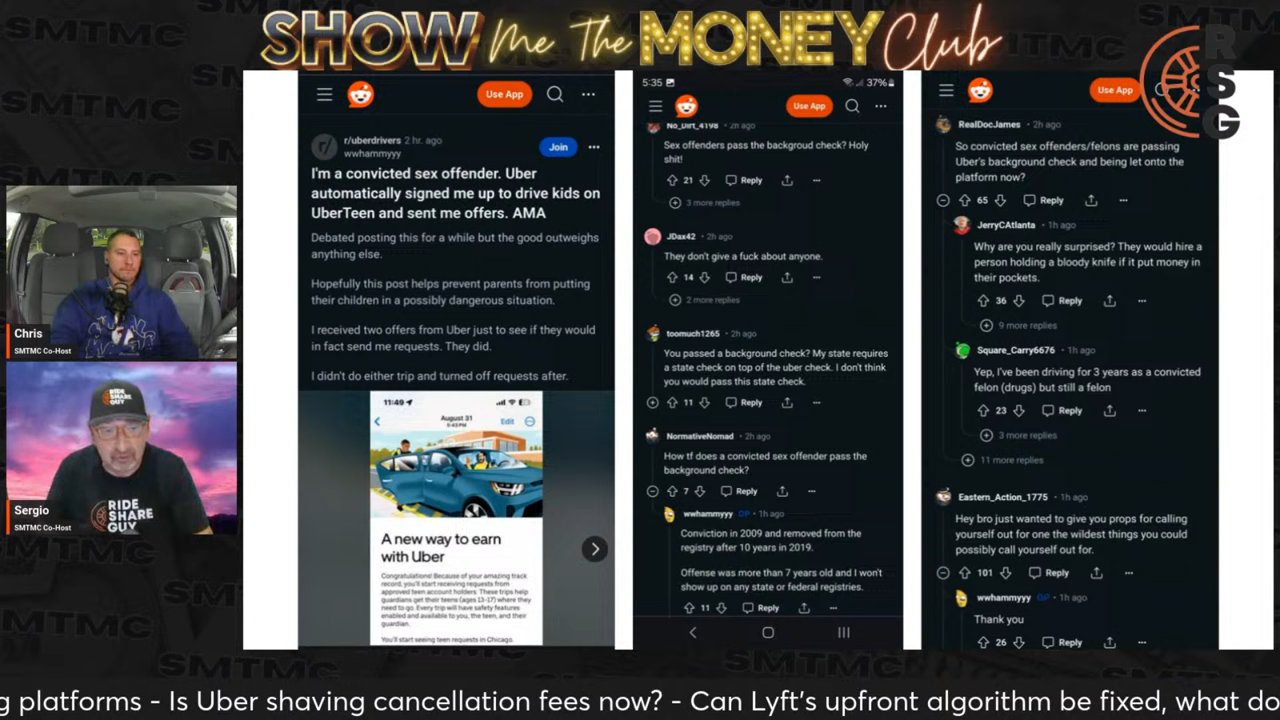 SHOW Me The MONEY Club
RSG
Chris
SMTMC Co-Host
RIDE
SHARE
GUY
RIDE
SHARE
GUY
Sergio
SMTMC Co-Host
Use App
r/uberdrivers 2 hr. ago
wwhammyyy
Join
I'm a convicted sex offender. Uber
automatically signed me up to drive kids on
UberTeen and sent me offers. AMA
Debated posting this for a while but the good outweighs
anything else.
Hopefully this post helps prevent parents from putting
their children in a possibly dangerous situation.
I received two offers from Uber just to see if they would
in fact send me requests. They did.
I didn't do either trip and turned off requests after.
11:49
August 31
5:43 PM
Edit
A new way to earn
with Uber
Congratulations! Because of your amazing track
record, you'll start receiving requests from
approved teen account holders. These trips help
guardians get their teens (ages 13-17) where they
need to go. Every trip will have safety features
enabled and available to you, the teen, and their
guardian.
You'll start seeing teen requests in Chicago.
5:35
37%
Use App
No_Dirt_4198 • 2h ago
Sex offenders pass the backgroud check? Holy
shit!
21 Reply
3 more replies
JDax42 • 2h ago
They don't give a fuck about anyone.
14 Reply
2 more replies
toomuch1265 • 2h ago
You passed a background check? My state requires
a state check on top of the uber check. I don't think
you would pass this state check.
11 Reply
NormativeNomad • 2h ago
How tf does a convicted sex offender pass the
background check?
7 Reply
wwhammyyy OP • 1h ago
Conviction in 2009 and removed from the
registry after 10 years in 2019.
Offense was more than 7 years old and I won't
show up on any state or federal registries.
11 Reply
Use App
RealDocJames • 2h ago
So convicted sex offenders/felons are passing
Uber's background check and being let onto the
platform now?
65 Reply
JerryCAtlanta • 1h ago
Why are you really surprised? They would hire a
person holding a bloody knife if it put money in
their pockets.
36 Reply
9 more replies
Square_Carry6676 • 1h ago
Yep, I've been driving for 3 years as a convicted
felon (drugs) but still a felon
23 Reply
3 more replies
11 more replies
Eastern_Action_1775 • 1h ago
Hey bro just wanted to give you props for calling
yourself out for one the wildest things you could
possibly call yourself out for.
101 Reply
wwhammyyy OP • 1h ago
Thank you
26 Reply
g platforms - Is Uber shaving cancellation fees now? - Can Lyft's upfront algorithm be fixed, what do